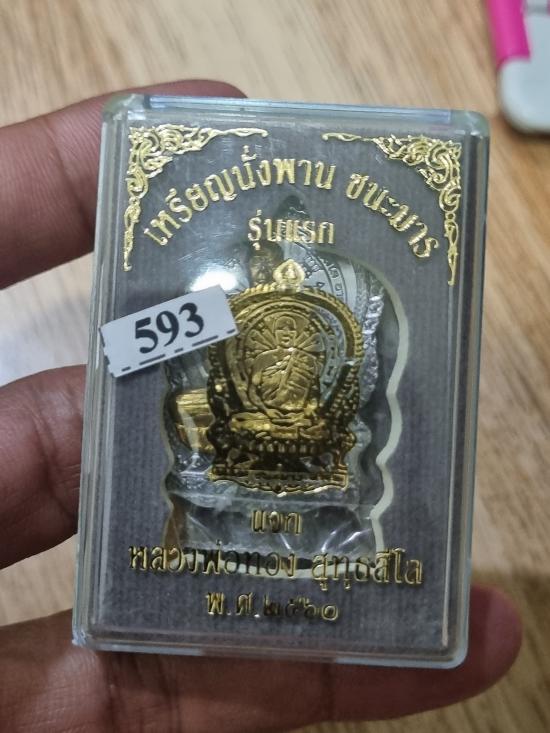 เหรียญนั่งพาน ชนะมาร
รุ่นแรก
593
แจก
หลวงพ่อทอง สุทฺธสีโล
พ.ศ.๒๕๖๐